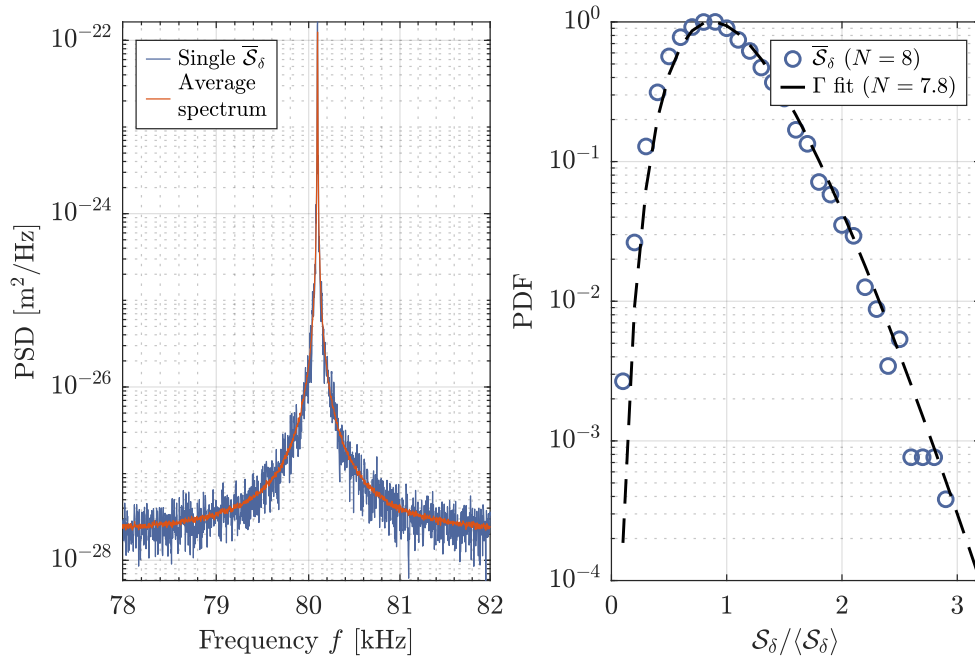 10⁻²²
10⁻²⁴
10⁻²⁶
10⁻²⁸
PSD [m²/Hz]
Single S̅_δ
Average
spectrum
78
79
80
81
82
Frequency f [kHz]
10⁰
10⁻¹
10⁻²
10⁻³
10⁻⁴
PDF
S̅_δ (N = 8)
Γ fit (N = 7.8)
0
1
2
3
S_δ/⟨S_δ⟩